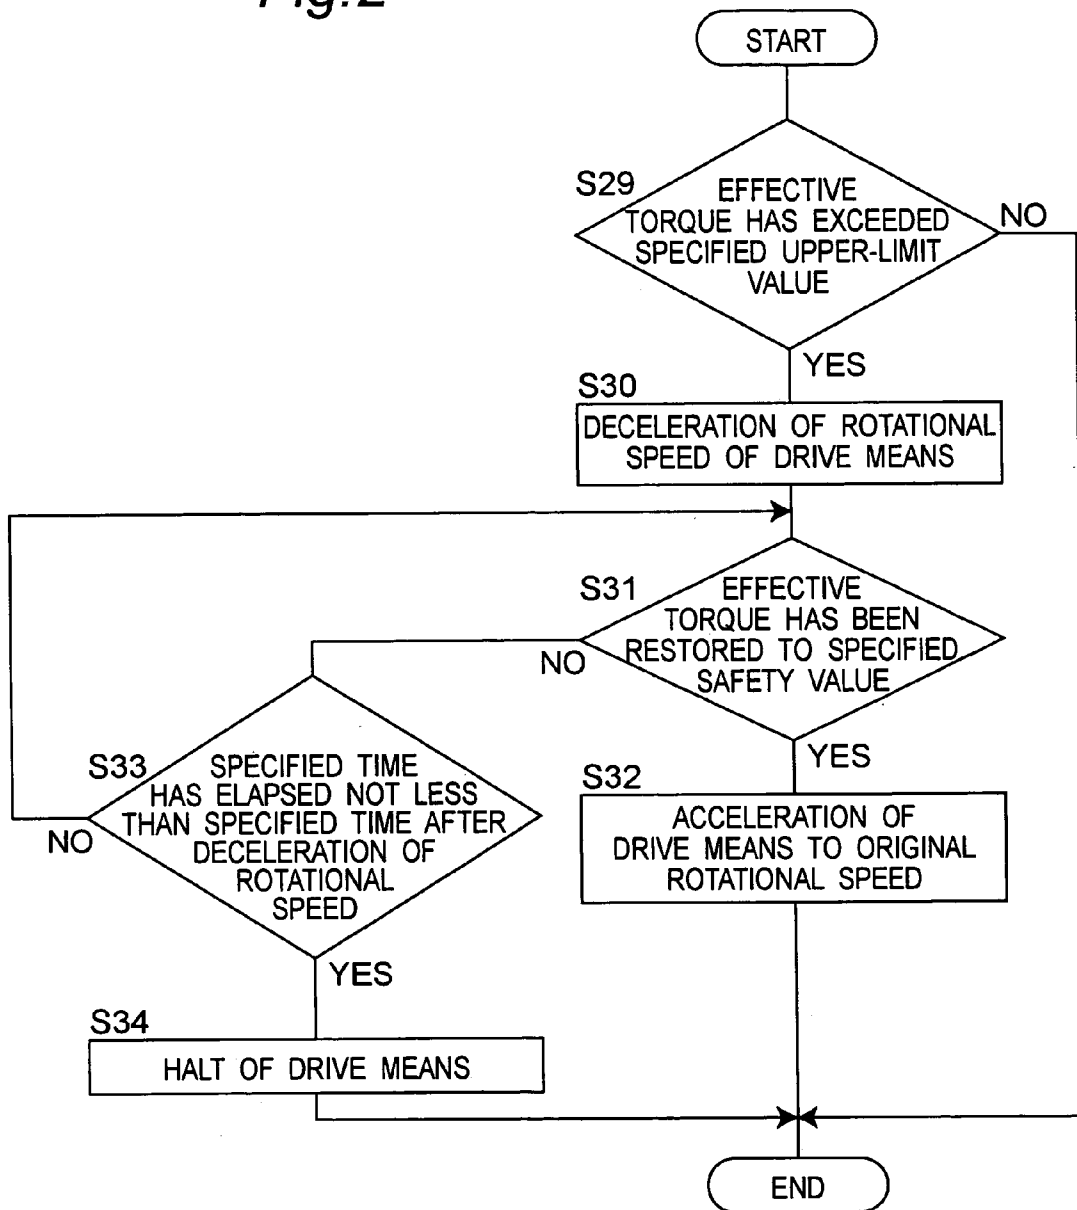 Fig.2
START
S29
EFFECTIVE
TORQUE HAS EXCEEDED
SPECIFIED UPPER-LIMIT
VALUE
NO
YES
S30
DECELERATION OF ROTATIONAL
SPEED OF DRIVE MEANS
S31
EFFECTIVE
TORQUE HAS BEEN
RESTORED TO SPECIFIED
SAFETY VALUE
NO
YES
S33
SPECIFIED TIME
HAS ELAPSED NOT LESS
THAN SPECIFIED TIME AFTER
DECELERATION OF
ROTATIONAL
SPEED
NO
YES
S32
ACCELERATION OF
DRIVE MEANS TO ORIGINAL
ROTATIONAL SPEED
S34
HALT OF DRIVE MEANS
END